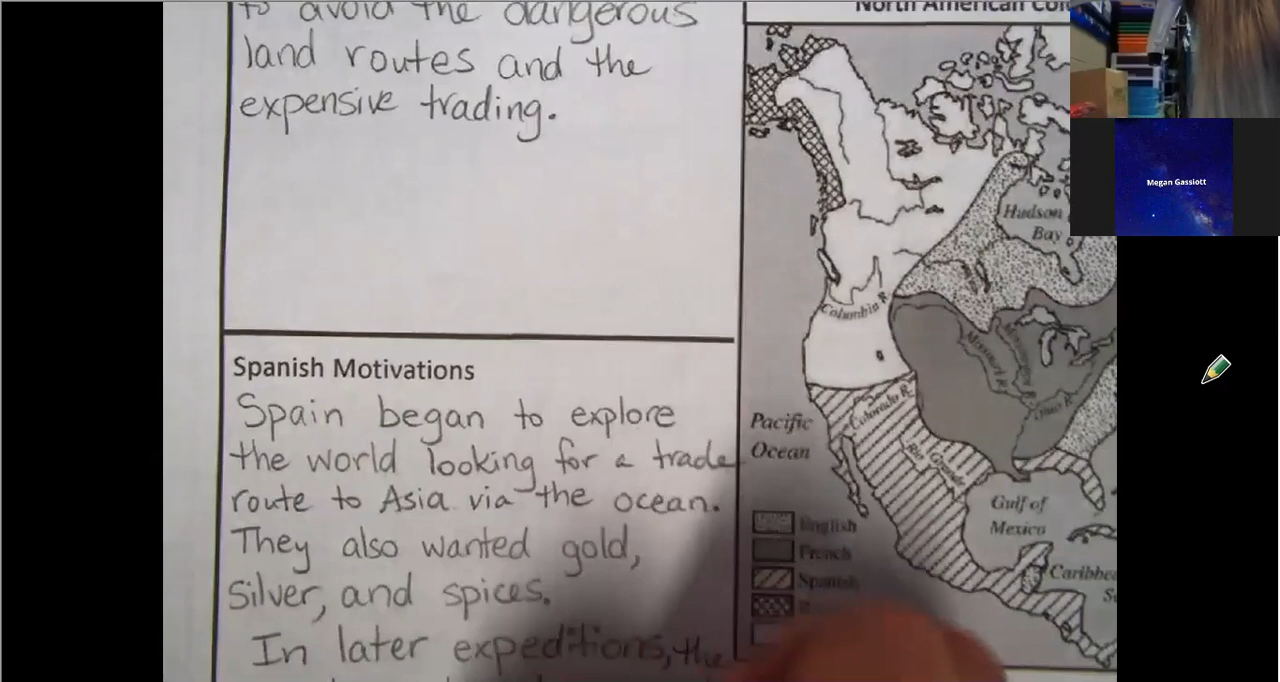 to avoid the dangerous
land routes and the
expensive trading.
Spanish Motivations
Spain began to explore
the world looking for a trade
route to Asia via the ocean.
They also wanted gold,
silver, and spices.
In later expeditions, the
North American
Hudson
Bay
Columbia R.
Missouri R.
Ohio R.
Colorado R.
Rio Grande
Pacific
Ocean
Gulf of
Mexico
English
French
Spanish
Megan Gassiott